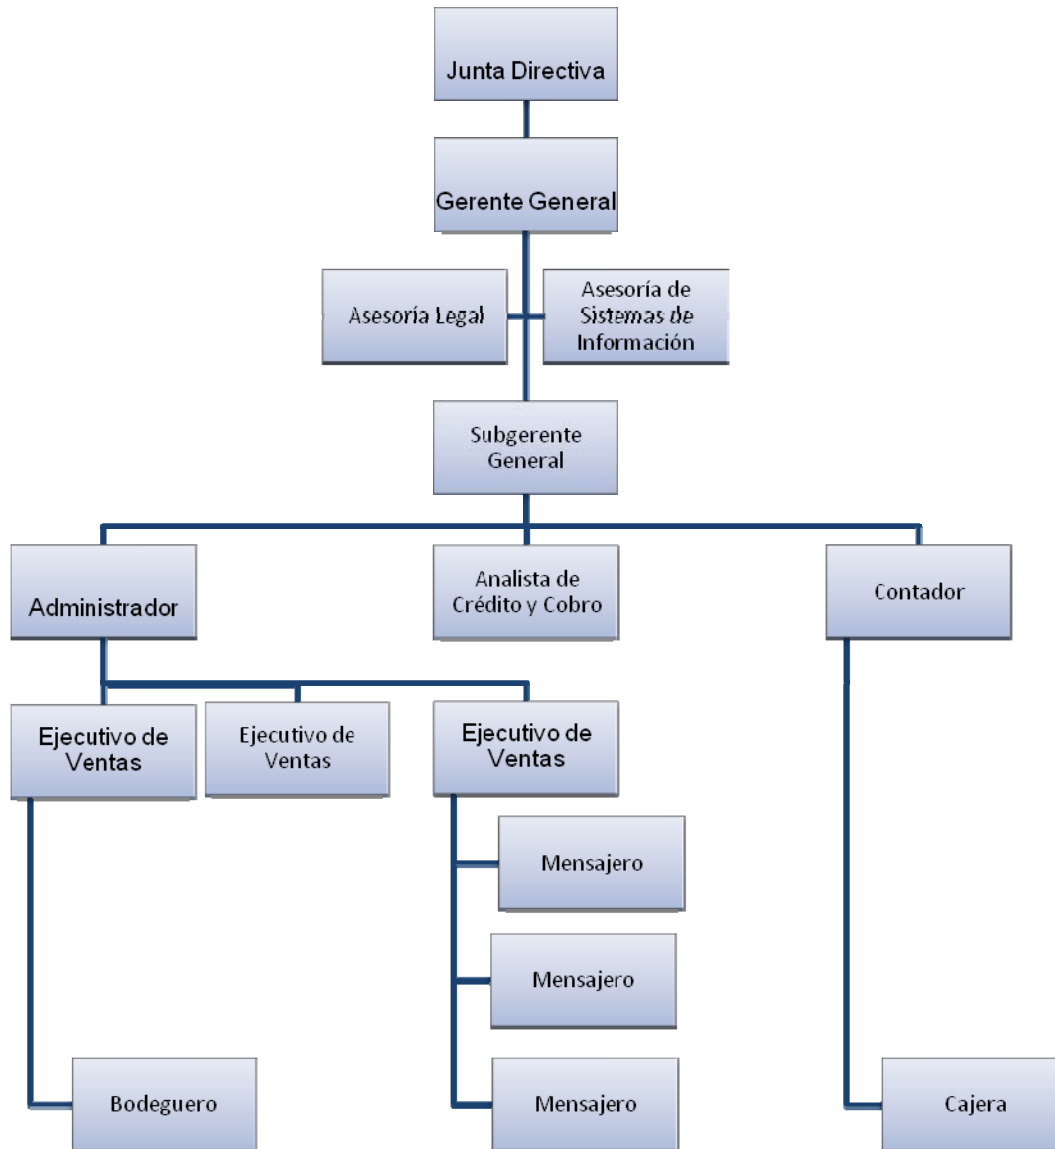 Junta Directiva
Gerente General
Asesoría Legal
Asesoría de
Sistemas de
Información
Subgerente
General
Administrador
Analista de
Crédito y Cobro
Contador
Ejecutivo de
Ventas
Ejecutivo de
Ventas
Ejecutivo de
Ventas
Mensajero
Mensajero
Bodeguero
Mensajero
Cajera